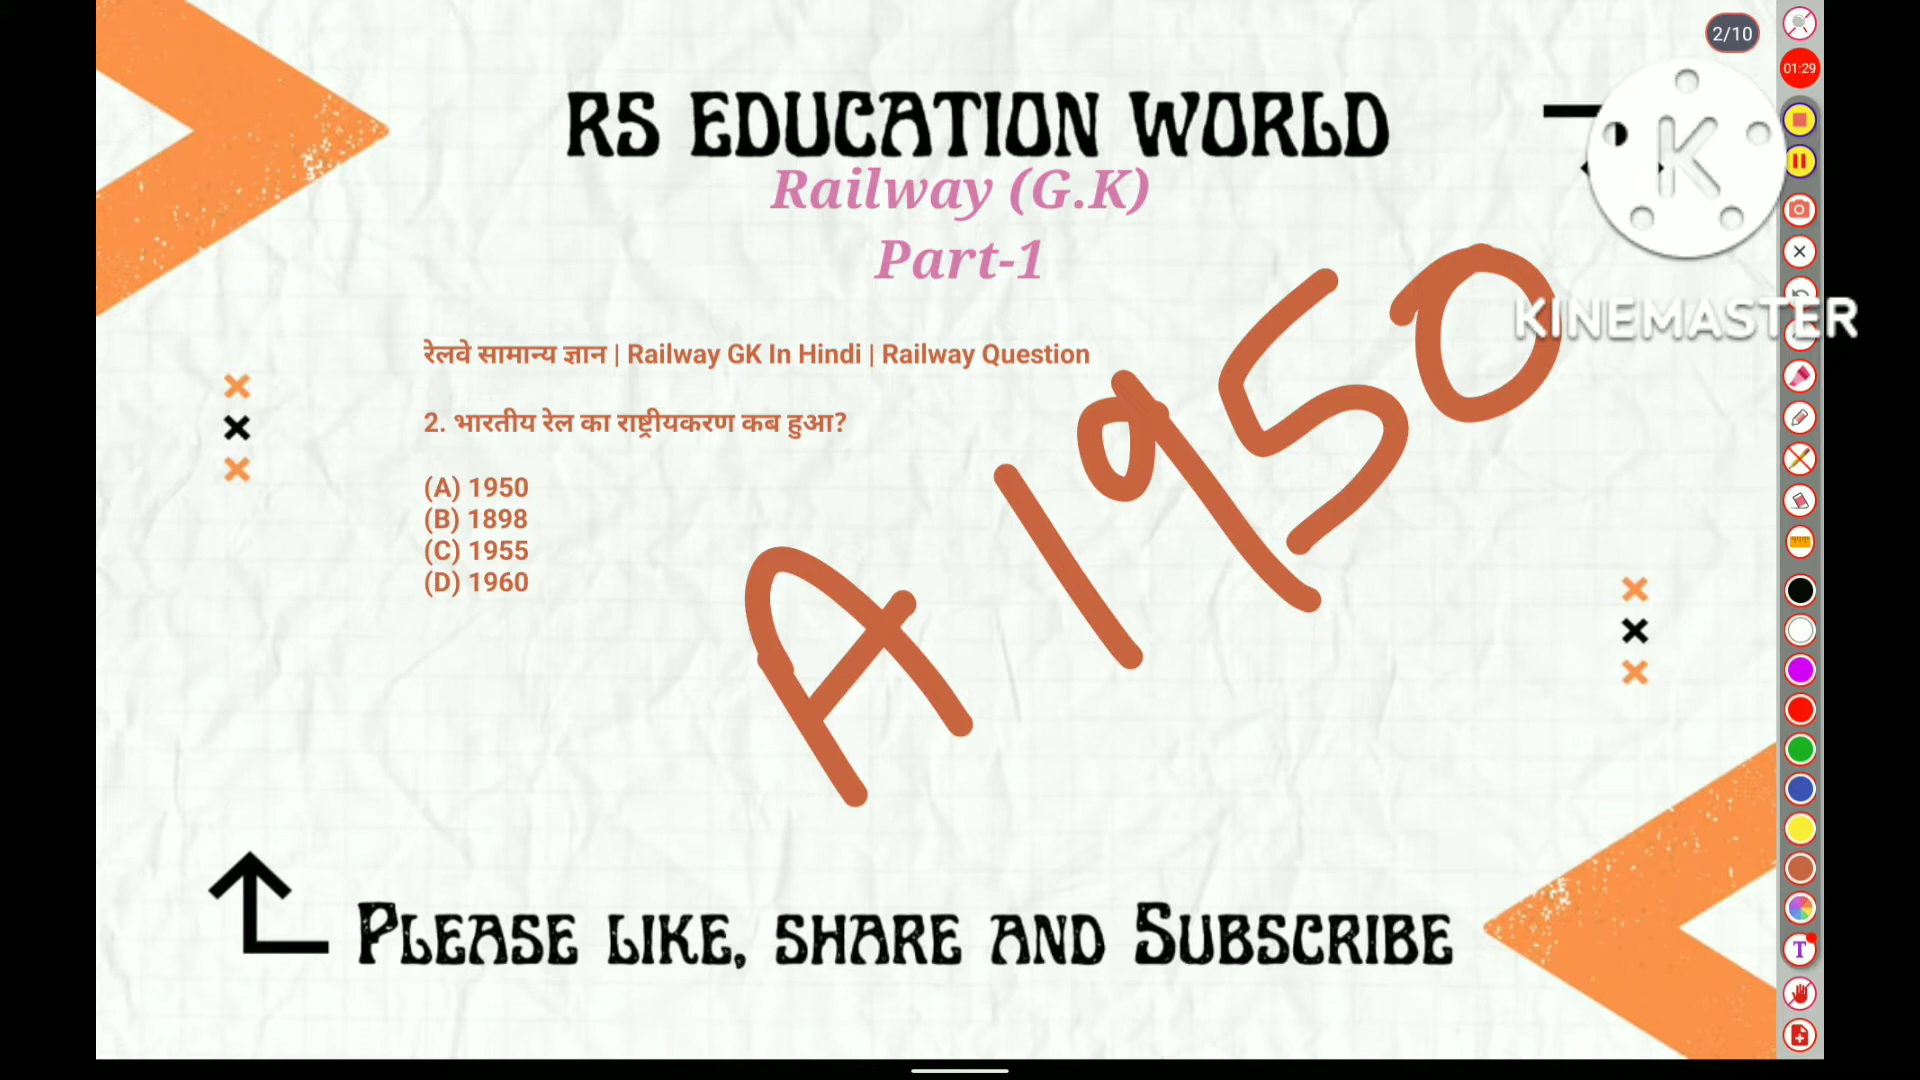 2/10
01:29
RS EDUCATION WORLD
Railway (G.K)
Part-1
K
KINEMASTER
रेलवे सामान्य ज्ञान | Railway GK In Hindi | Railway Question
2. भारतीय रेल का राष्ट्रीयकरण कब हुआ?
(A) 1950
(B) 1898
(C) 1955
(D) 1960
A 1950
PLEASE LIKE, SHARE AND SUBSCRIBE
T